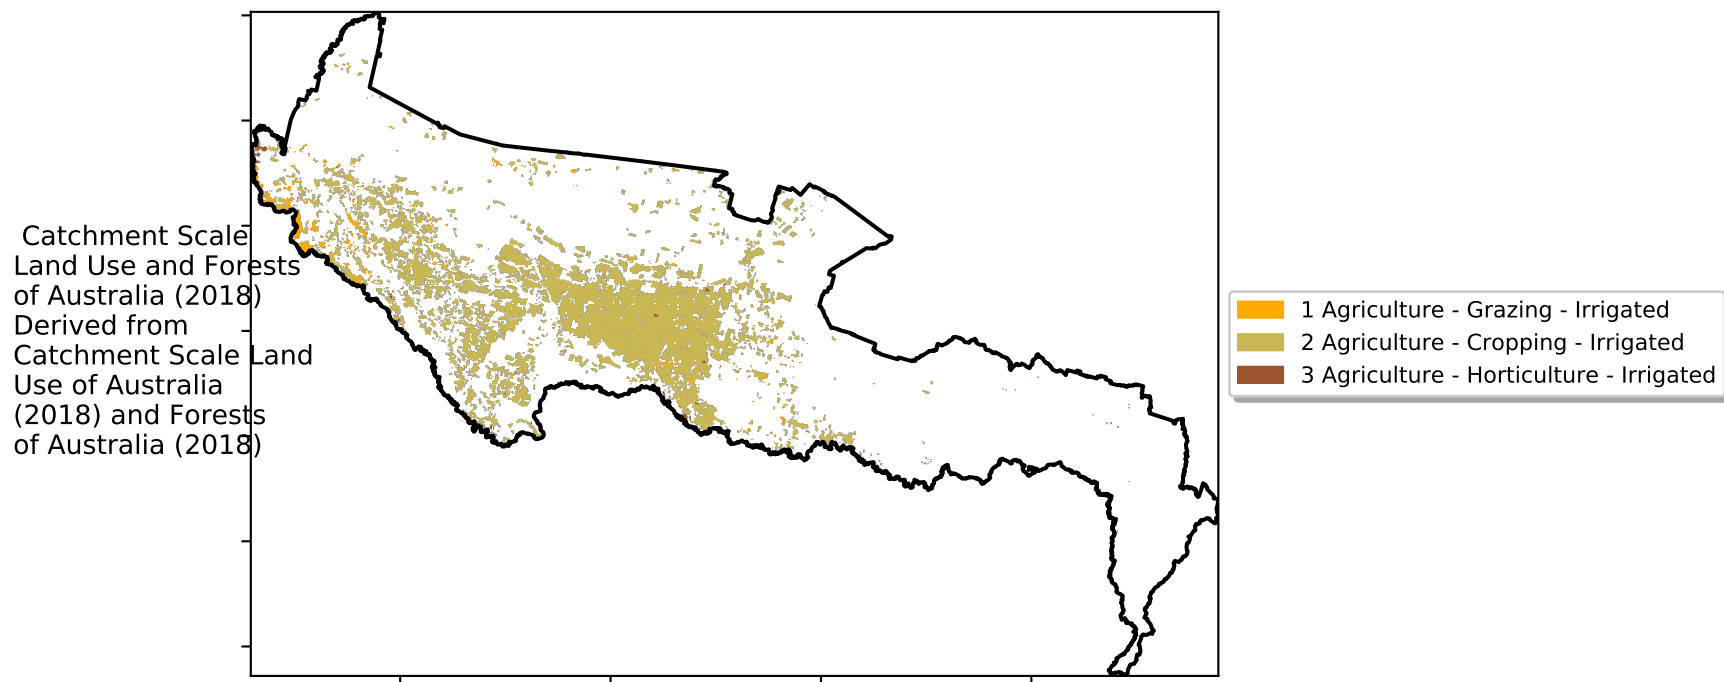 Catchment Scale
Land Use and Forests
of Australia (2018)
Derived from
Catchment Scale Land
Use of Australia
(2018) and Forests
of Australia (2018)
1 Agriculture - Grazing - Irrigated
2 Agriculture - Cropping - Irrigated
3 Agriculture - Horticulture - Irrigated